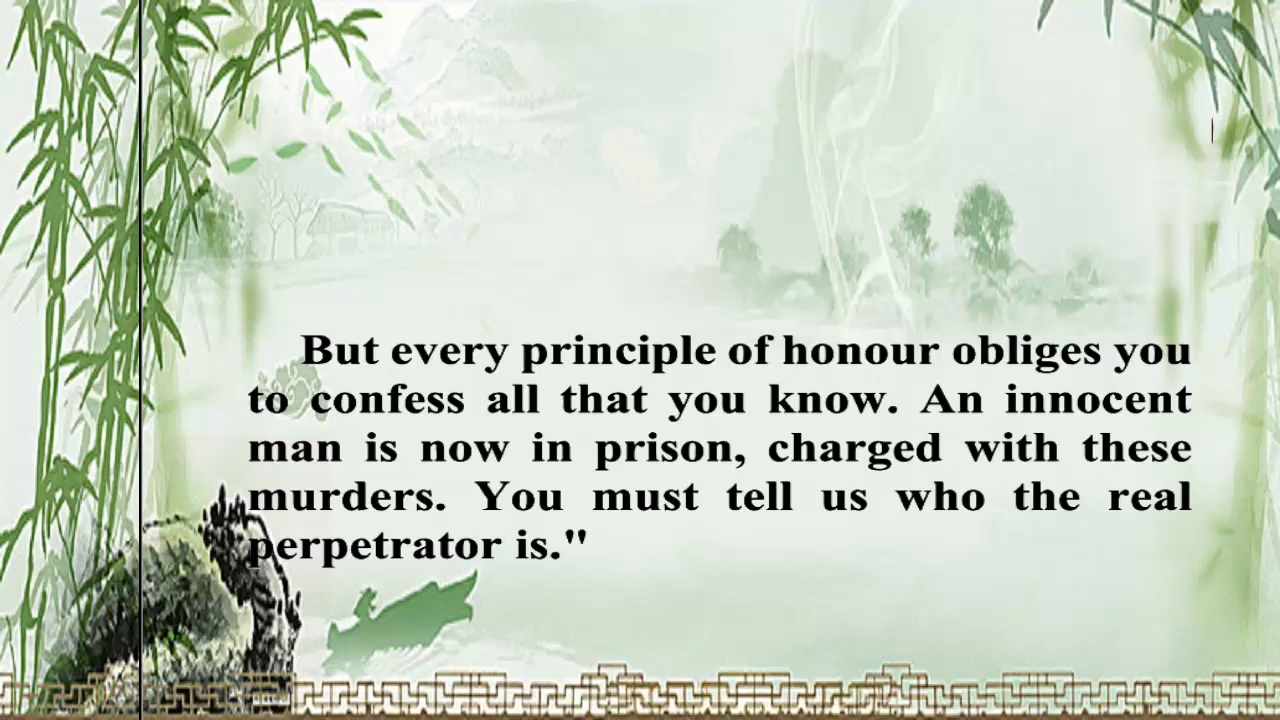 But every principle of honour obliges you
to confess all that you know. An innocent
man is now in prison, charged with these
murders. You must tell us who the real
perpetrator is."